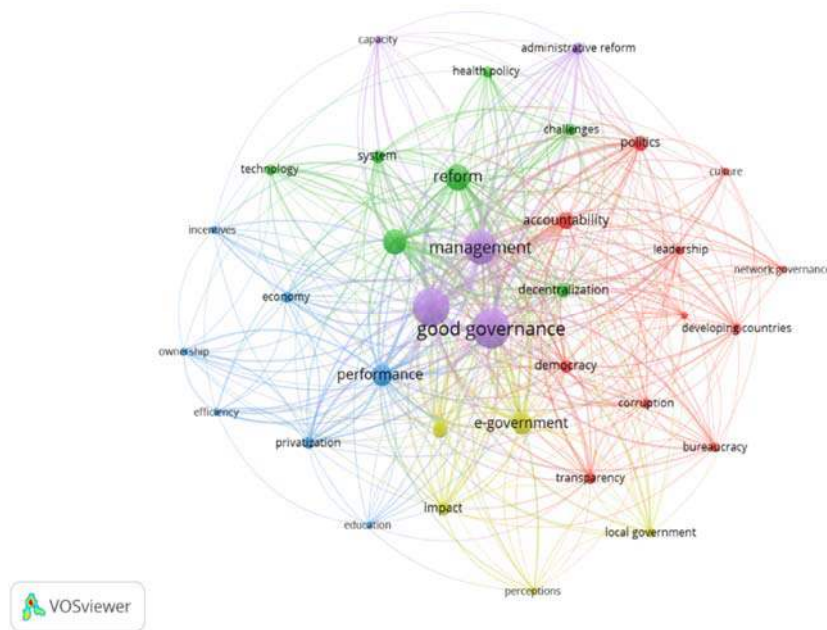 capacity
administrative reform
health policy
challenges
politics
system
technology
culture
reform
accountability
incentives
management
leadership
network governance
decentralization
economy
developing countries
good governance
ownership
democracy
performance
corruption
efficiency
e-government
privatization
bureaucracy
transparency
impact
education
local government
perceptions
VOSviewer